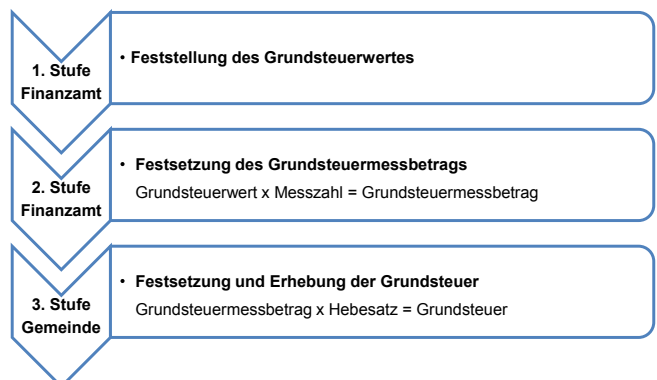 1. Stufe
Finanzamt
• Feststellung des Grundsteuerwertes
2. Stufe
Finanzamt
• Festsetzung des Grundsteuermessbetrags
Grundsteuerwert x Messzahl = Grundsteuermessbetrag
3. Stufe
Gemeinde
• Festsetzung und Erhebung der Grundsteuer
Grundsteuermessbetrag x Hebesatz = Grundsteuer